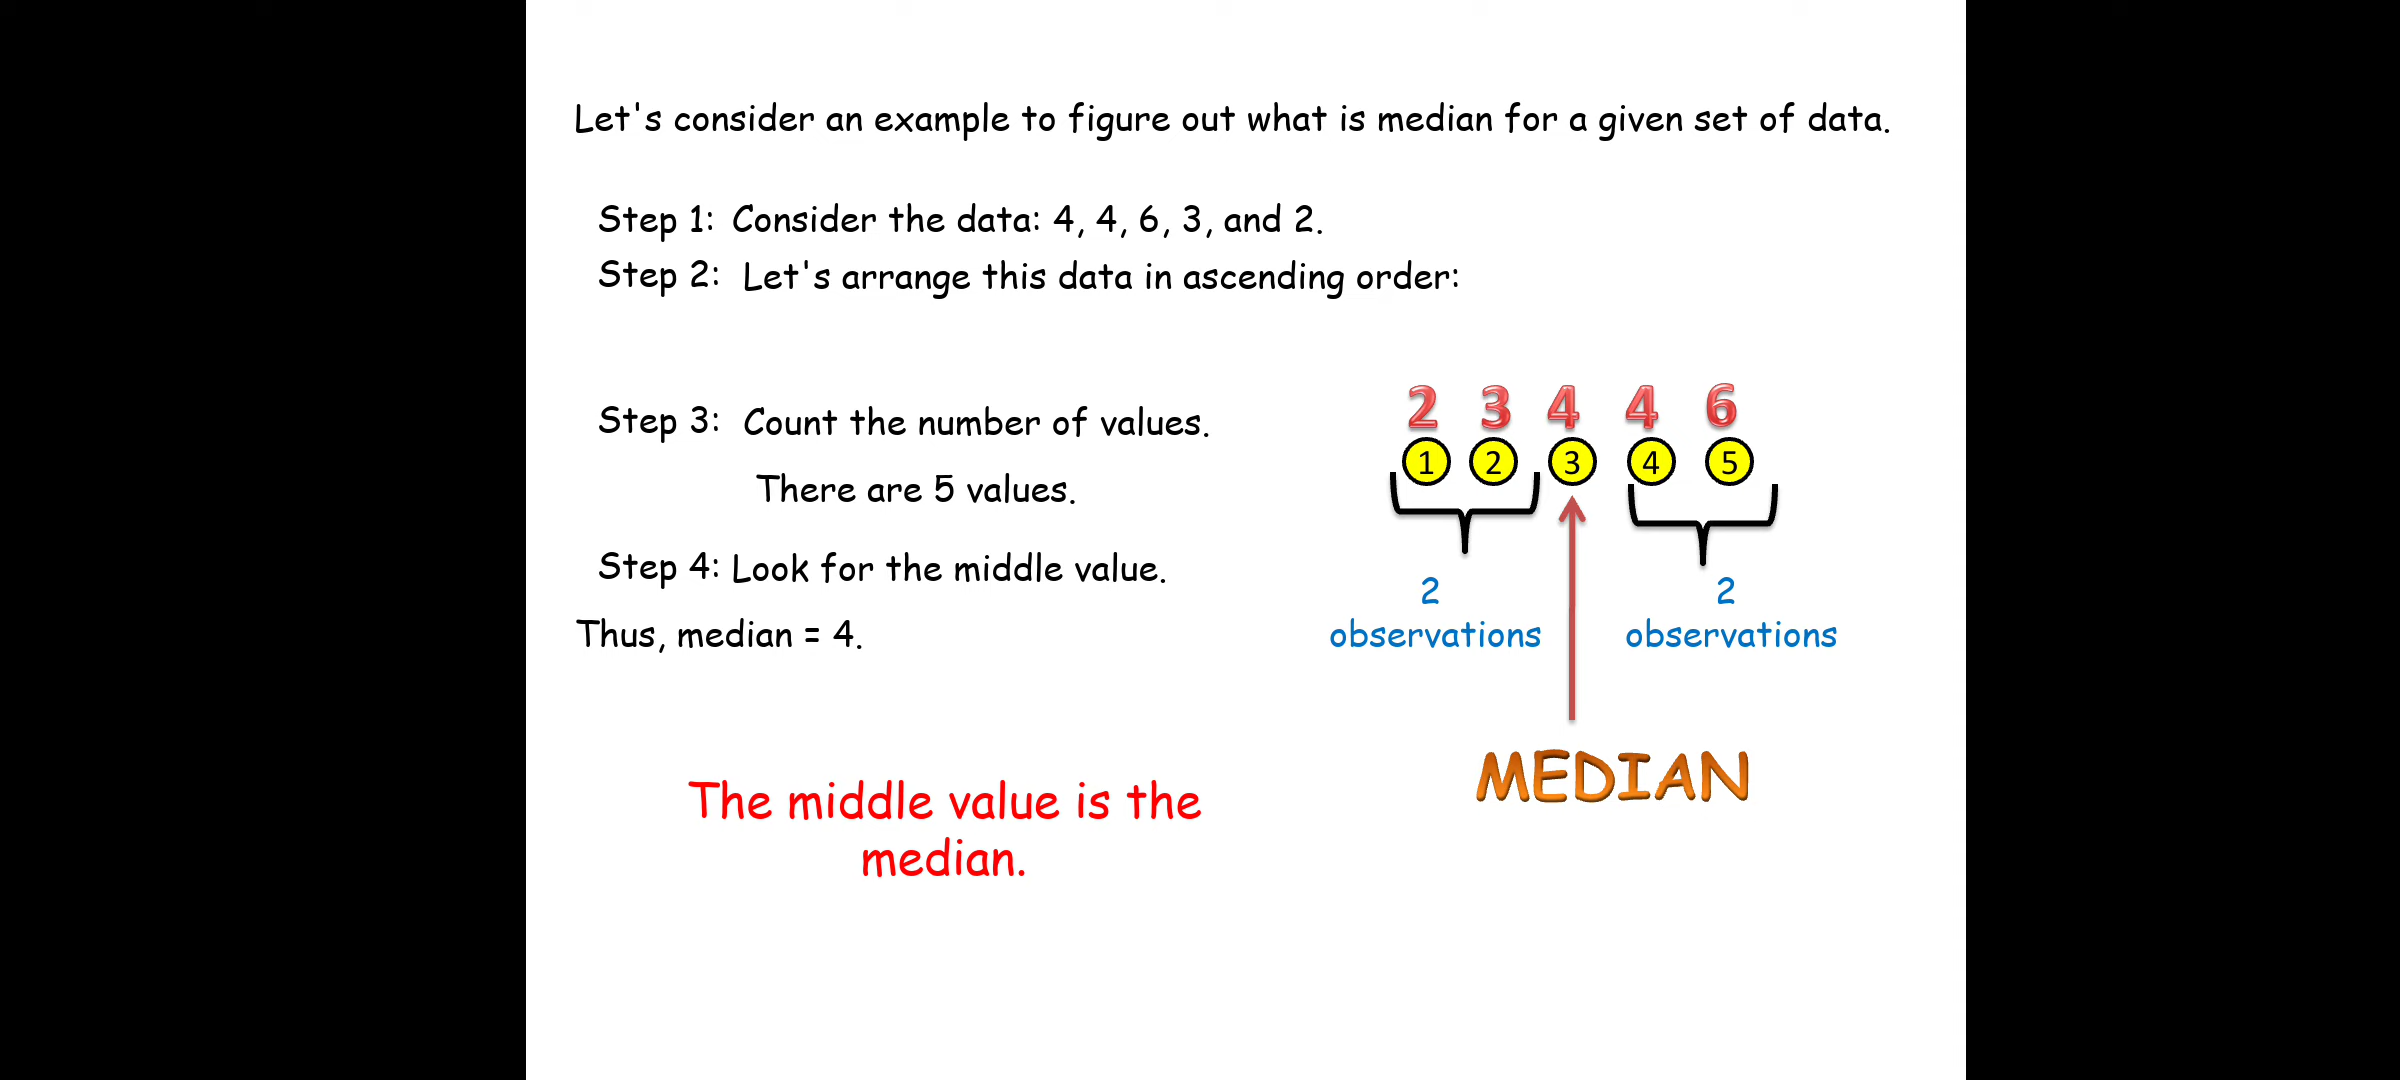 Let's consider an example to figure out what is median for a given set of data.
Step 1: Consider the data: 4, 4, 6, 3, and 2.
Step 2: Let's arrange this data in ascending order:
2 3 4 4 6
1 2 3 4 5
Step 3: Count the number of values.
There are 5 values.
Step 4: Look for the middle value.
Thus, median = 4.
2
observations
2
observations
MEDIAN
The middle value is the
median.